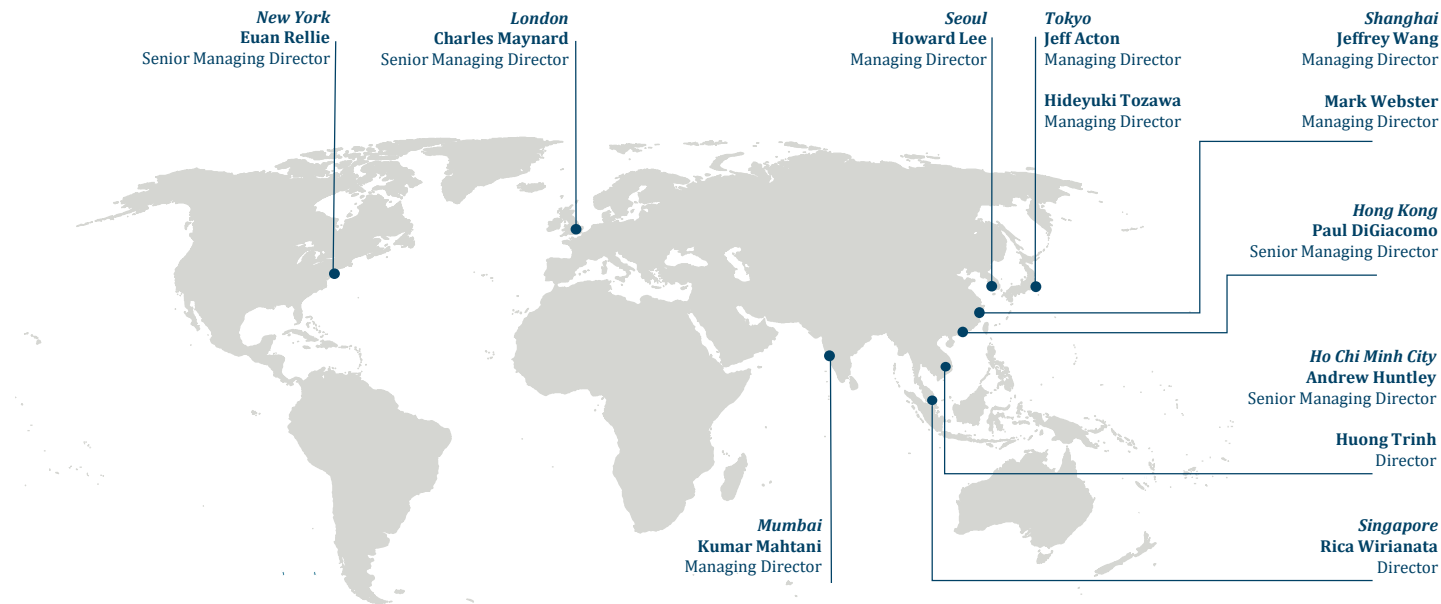 New York
Euan Rellie
Senior Managing Director
London
Charles Maynard
Senior Managing Director
Seoul
Howard Lee
Managing Director
Tokyo
Jeff Acton
Managing Director
Hideyuki Tozawa
Managing Director
Shanghai
Jeffrey Wang
Managing Director
Mark Webster
Managing Director
Hong Kong
Paul DiGiacomo
Senior Managing Director
Ho Chi Minh City
Andrew Huntley
Senior Managing Director
Huong Trinh
Director
Mumbai
Kumar Mahtani
Managing Director
Singapore
Rica Wirianata
Director